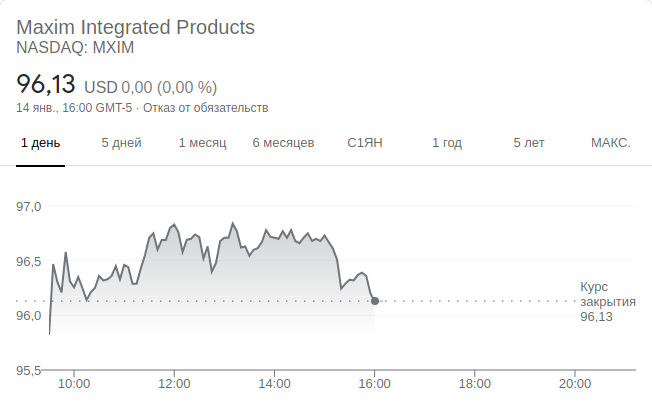 Maxim Integrated Products
NASDAQ: MXIM
96,13 USD 0,00 (0,00 %)
14 янв., 16:00 GMT-5 · Отказ от обязательств
1 день 5 дней 1 месяц 6 месяцев С1ЯН 1 год 5 лет МАКС.
97,0
96,5
Курс
закрытия
96,13
96,0
95,5
10:00 12:00 14:00 16:00 18:00 20:00